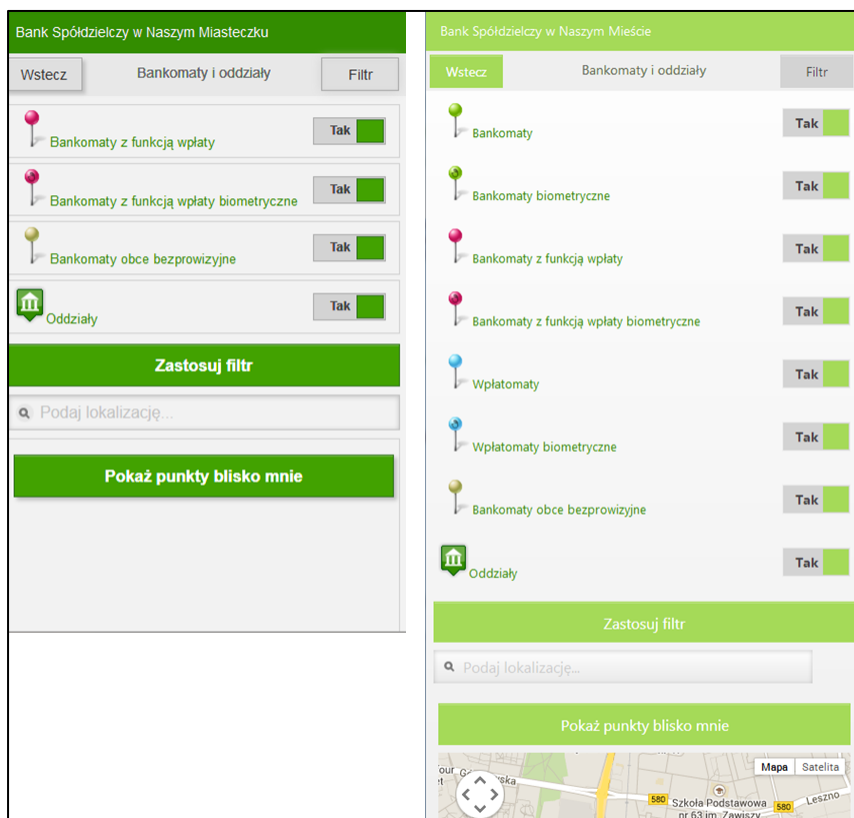 Bank Spółdzielczy w Naszym Miasteczku
Wstecz Bankomaty i oddziały Filtr
Bankomaty z funkcją wpłaty Tak
Bankomaty z funkcją wpłaty biometryczne Tak
Bankomaty obce bezprowizyjne Tak
Oddziały Tak
Zastosuj filtr
Podaj lokalizację...
Pokaż punkty blisko mnie
Bank Spółdzielczy w Naszym Mieście
Wstecz Bankomaty i oddziały Filtr
Bankomaty Tak
Bankomaty biometryczne Tak
Bankomaty z funkcją wpłaty Tak
Bankomaty z funkcją wpłaty biometryczne Tak
Wpłatomaty Tak
Wpłatomaty biometryczne Tak
Bankomaty obce bezprowizyjne Tak
Oddziały Tak
Zastosuj filtr
Podaj lokalizację...
Pokaż punkty blisko mnie
Mapa Satelita
580 Szkoła Podstawowa 580 Leszno
nr 63 im. Zawiszy